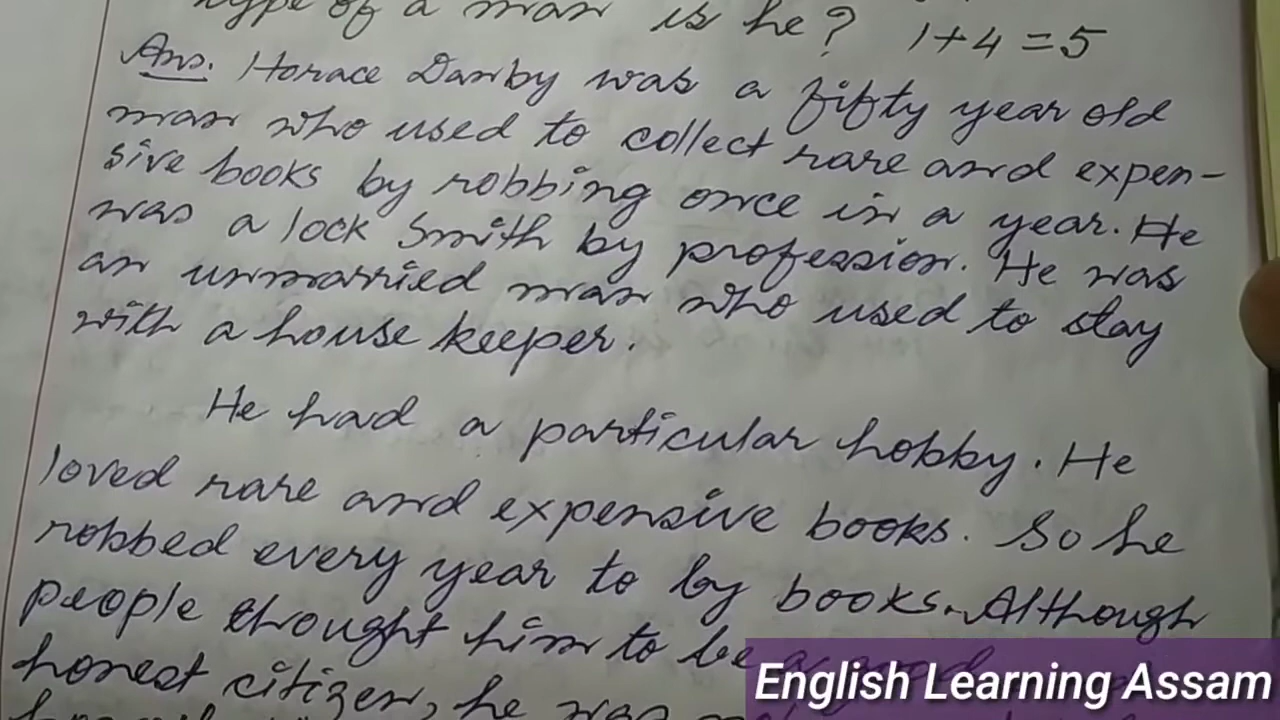 type of a man is he? 1+4=5
Ans. Horace Danby was a fifty year old
man who used to collect rare and expen-
sive books by robbing once in a year. He
was a lock Smith by profession. He was
an unmarried man who used to stay
with a house keeper.
He had a particular hobby. He
loved rare and expensive books. So he
robbed every year to by books. Although
people thought him to be a good
honest citizen, he was
English Learning Assam